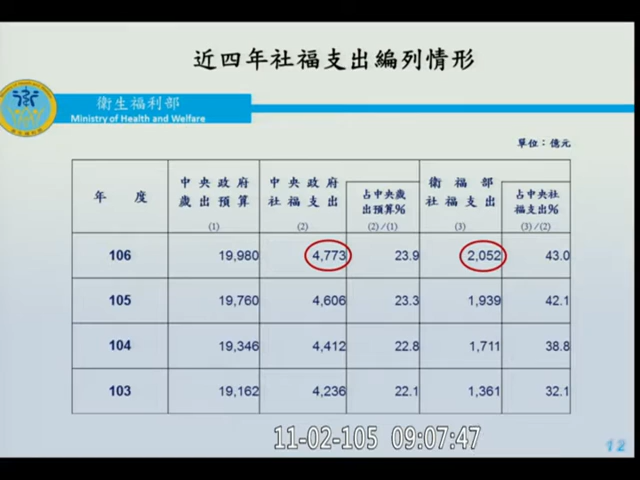 近四年社福支出編列情形
衛生福利部
Ministry of Health and Welfare
單位：億元
年 度 中央政府歲出預算 (1) 中央政府社福支出 (2) 占中央歲出預算% (2)/(1) 衛福部社福支出 (3) 占中央社福支出% (3)/(2)
106 19,980 4,773 23.9 2,052 43.0
105 19,760 4,606 23.3 1,939 42.1
104 19,346 4,412 22.8 1,711 38.8
103 19,162 4,236 22.1 1,361 32.1
11-02-105 09:07:47
12